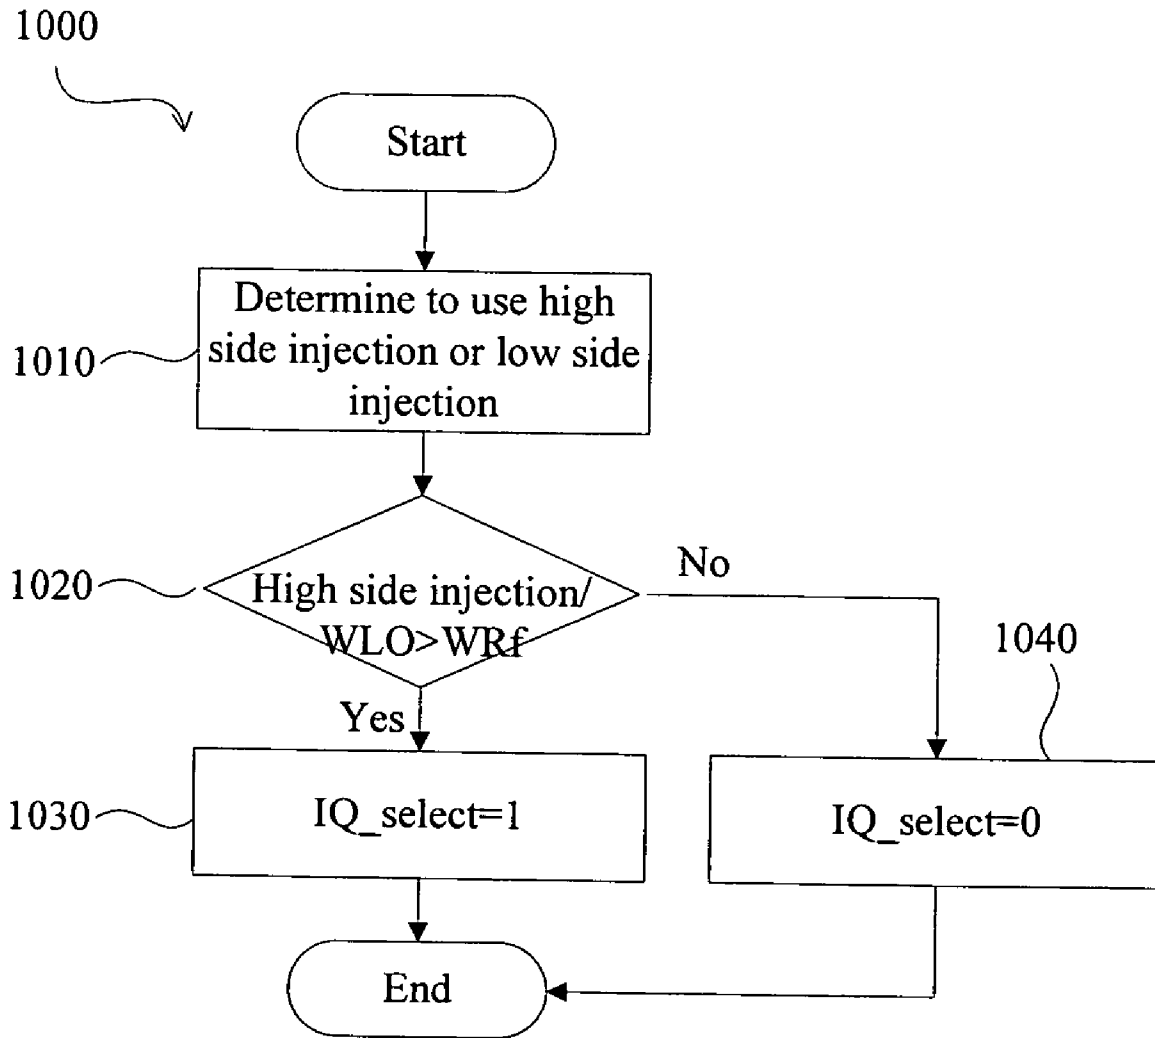 1000
Start
1010
Determine to use high
side injection or low side
injection
1020
High side injection/
WLO>WRf
No
Yes
1040
1030
IQ_select=1
IQ_select=0
End